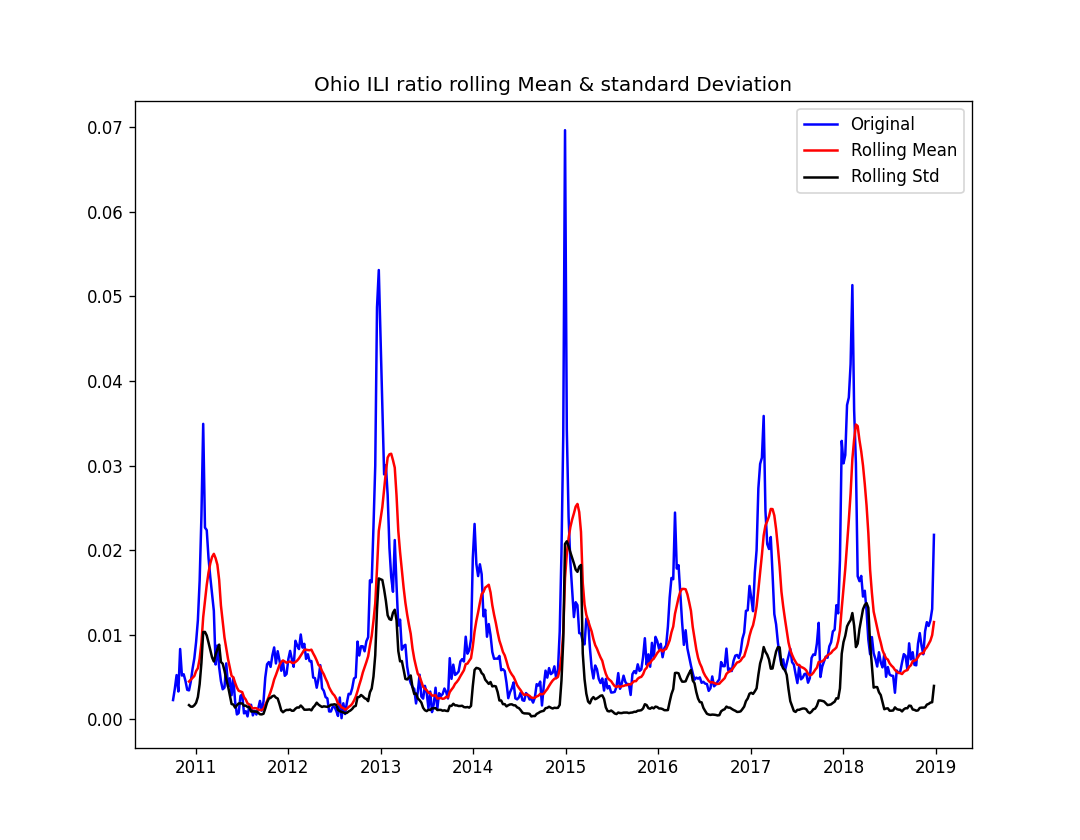 Ohio ILI ratio rolling Mean & standard Deviation
Original
Rolling Mean
Rolling Std
0.07
0.06
0.05
0.04
0.03
0.02
0.01
0.00
2011 2012 2013 2014 2015 2016 2017 2018 2019